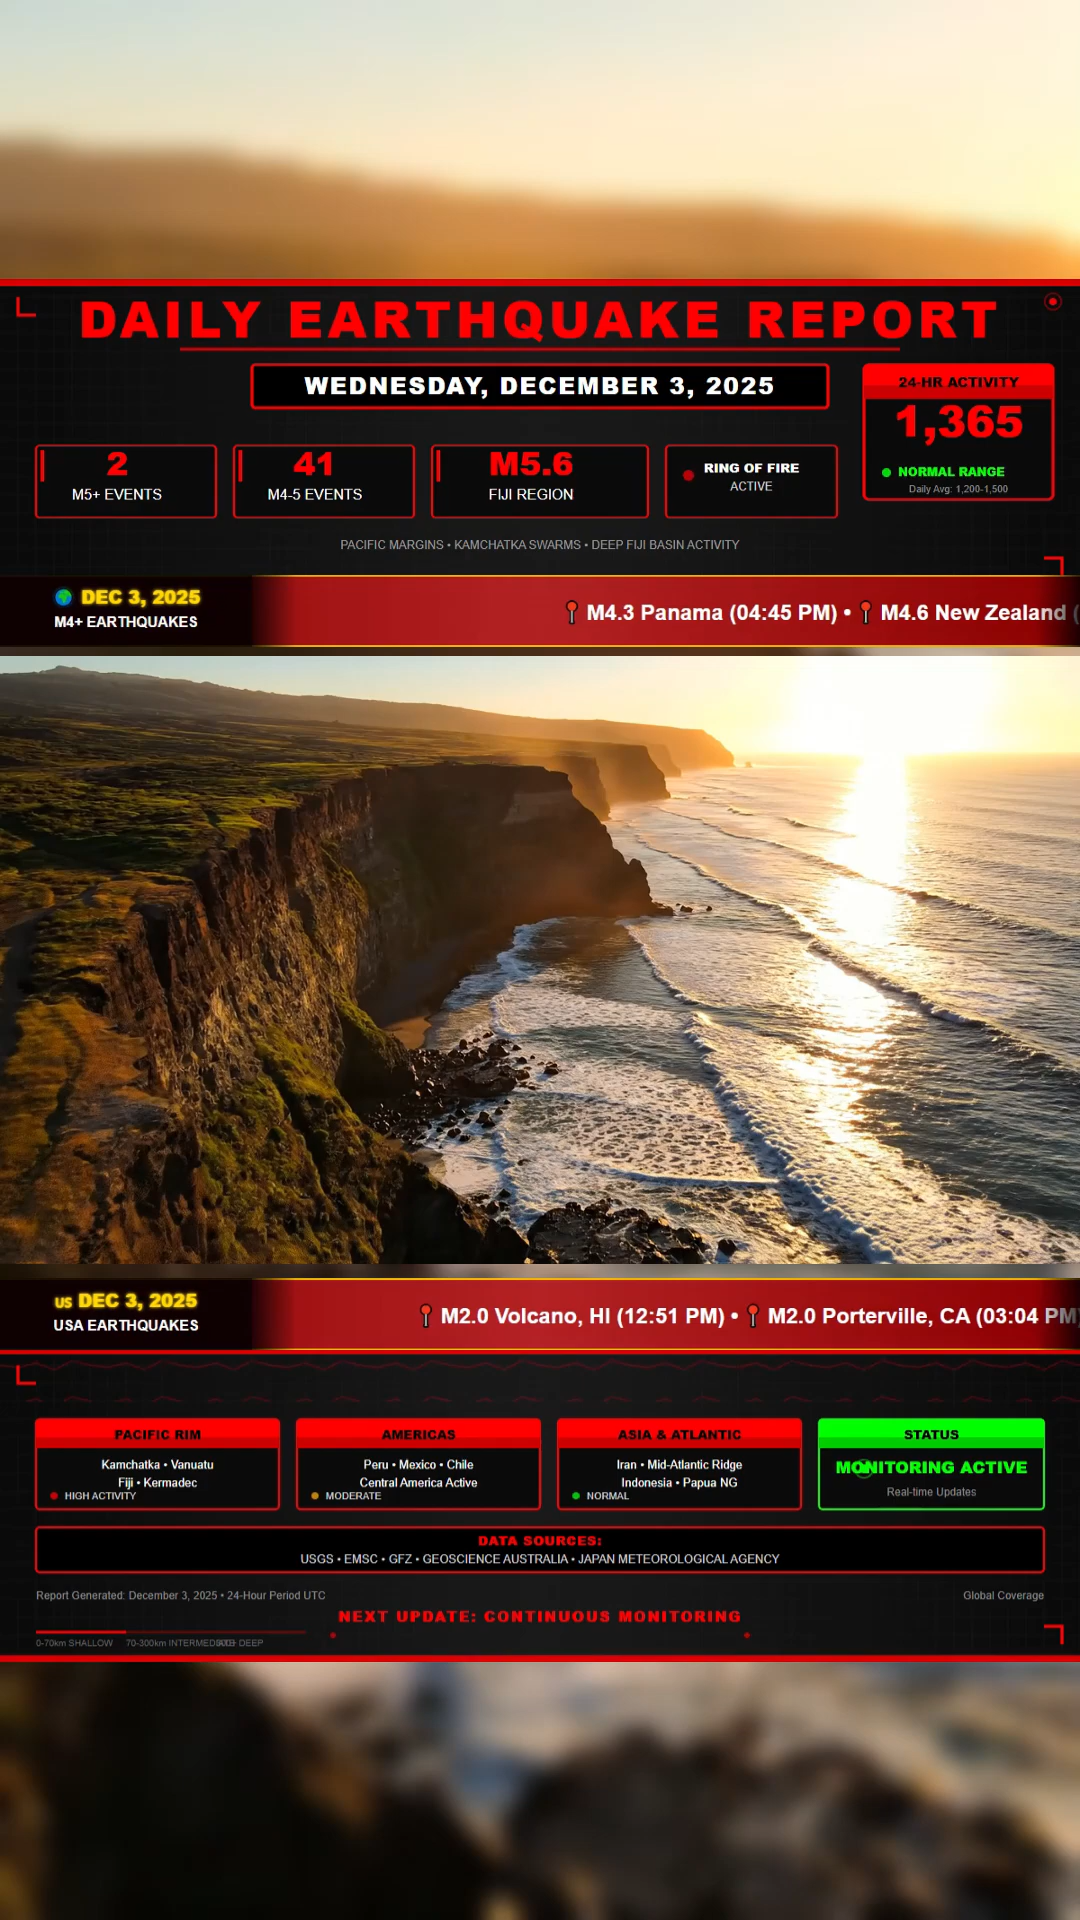 DAILY EARTHQUAKE REPORT
WEDNESDAY, DECEMBER 3, 2025
24-HR ACTIVITY
1,365
NORMAL RANGE
Daily Avg: 1,200-1,500
2
M5+ EVENTS
41
M4-5 EVENTS
M5.6
FIJI REGION
RING OF FIRE
ACTIVE
PACIFIC MARGINS • KAMCHATKA SWARMS • DEEP FIJI BASIN ACTIVITY
DEC 3, 2025
M4+ EARTHQUAKES
M4.3 Panama (04:45 PM) • M4.6 New Zealand (
US DEC 3, 2025
USA EARTHQUAKES
M2.0 Volcano, HI (12:51 PM) • M2.0 Porterville, CA (03:04 PM)
PACIFIC RIM
Kamchatka • Vanuatu
Fiji • Kermadec
HIGH ACTIVITY
AMERICAS
Peru • Mexico • Chile
Central America Active
MODERATE
ASIA & ATLANTIC
Iran • Mid-Atlantic Ridge
Indonesia • Papua NG
NORMAL
STATUS
MONITORING ACTIVE
Real-time Updates
DATA SOURCES:
USGS • EMSC • GFZ • GEOSCIENCE AUSTRALIA • JAPAN METEOROLOGICAL AGENCY
Report Generated: December 3, 2025 • 24-Hour Period UTC
Global Coverage
NEXT UPDATE: CONTINUOUS MONITORING
0-70km SHALLOW
70-300km INTERMEDIATE
DEEP